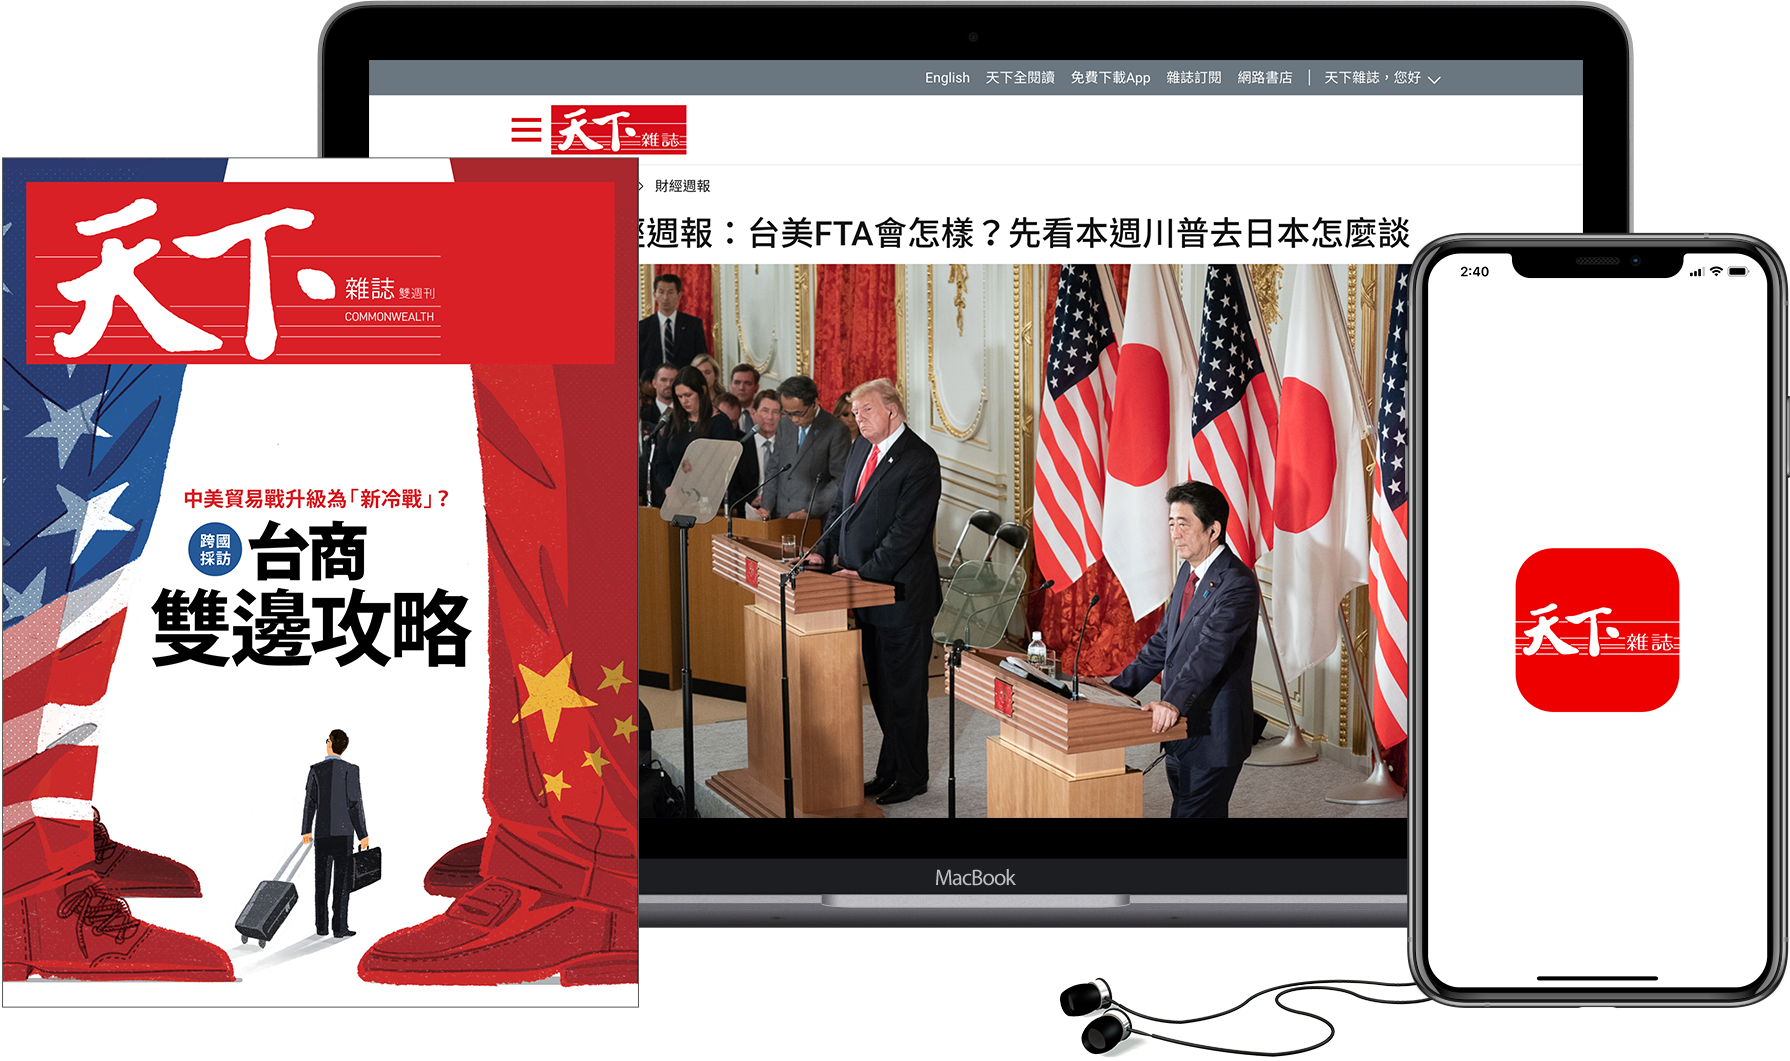 English 天下全閱讀 免費下載App 雜誌訂閱 網路書店 | 天下雜誌，您好
天下雜誌
財經週報
週報：台美FTA會怎樣？先看本週川普去日本怎麼談
天下
雜誌 雙週刊
COMMONWEALTH
中美貿易戰升級為「新冷戰」？
跨國
採訪
台商
雙邊攻略
2:40
天下雜誌
MacBook